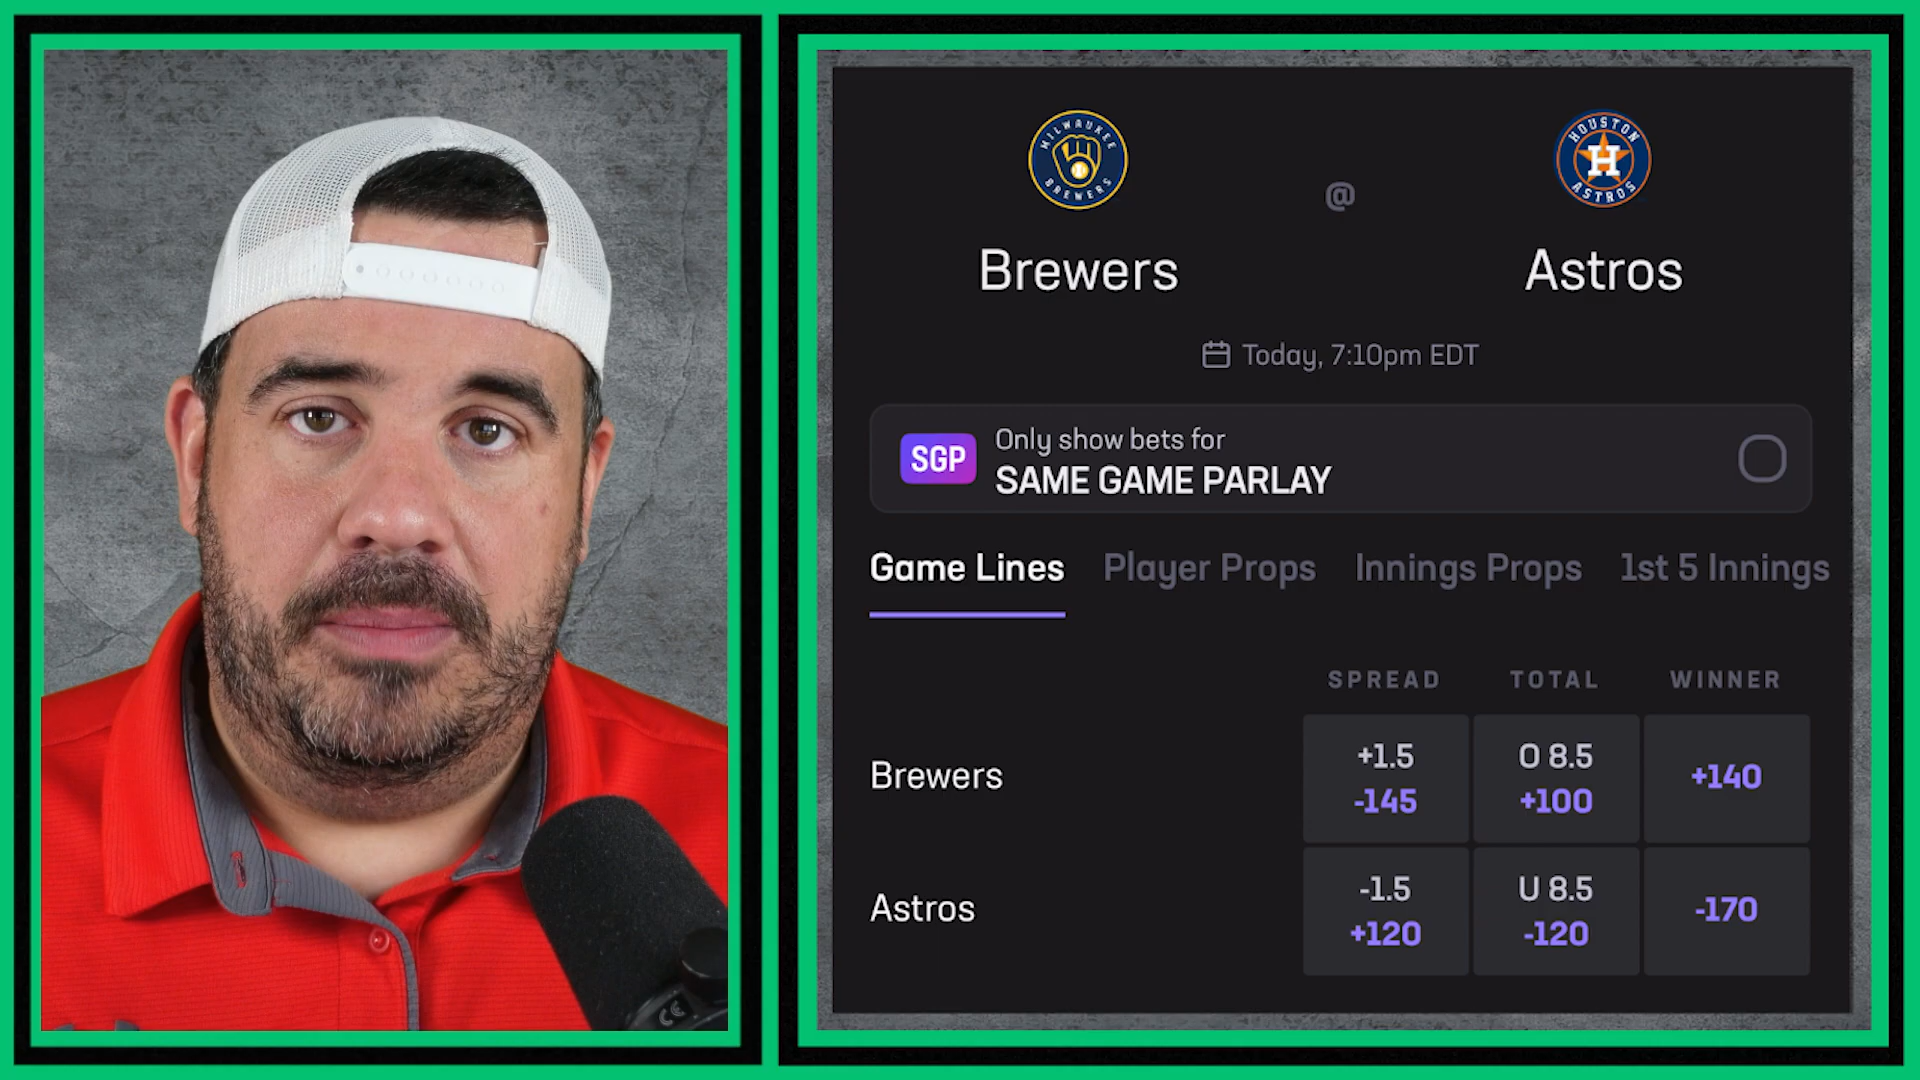 MILWAUKEE
BREWERS
HOUSTON
H
ASTROS
@
Brewers
Astros
Today, 7:10pm EDT
SGP
Only show bets for
SAME GAME PARLAY
Game Lines Player Props Innings Props 1st 5 Innings
SPREAD TOTAL WINNER
Brewers
+1.5 O 8.5 +140
-145 +100
Astros
-1.5 U 8.5 -170
+120 -120
CE